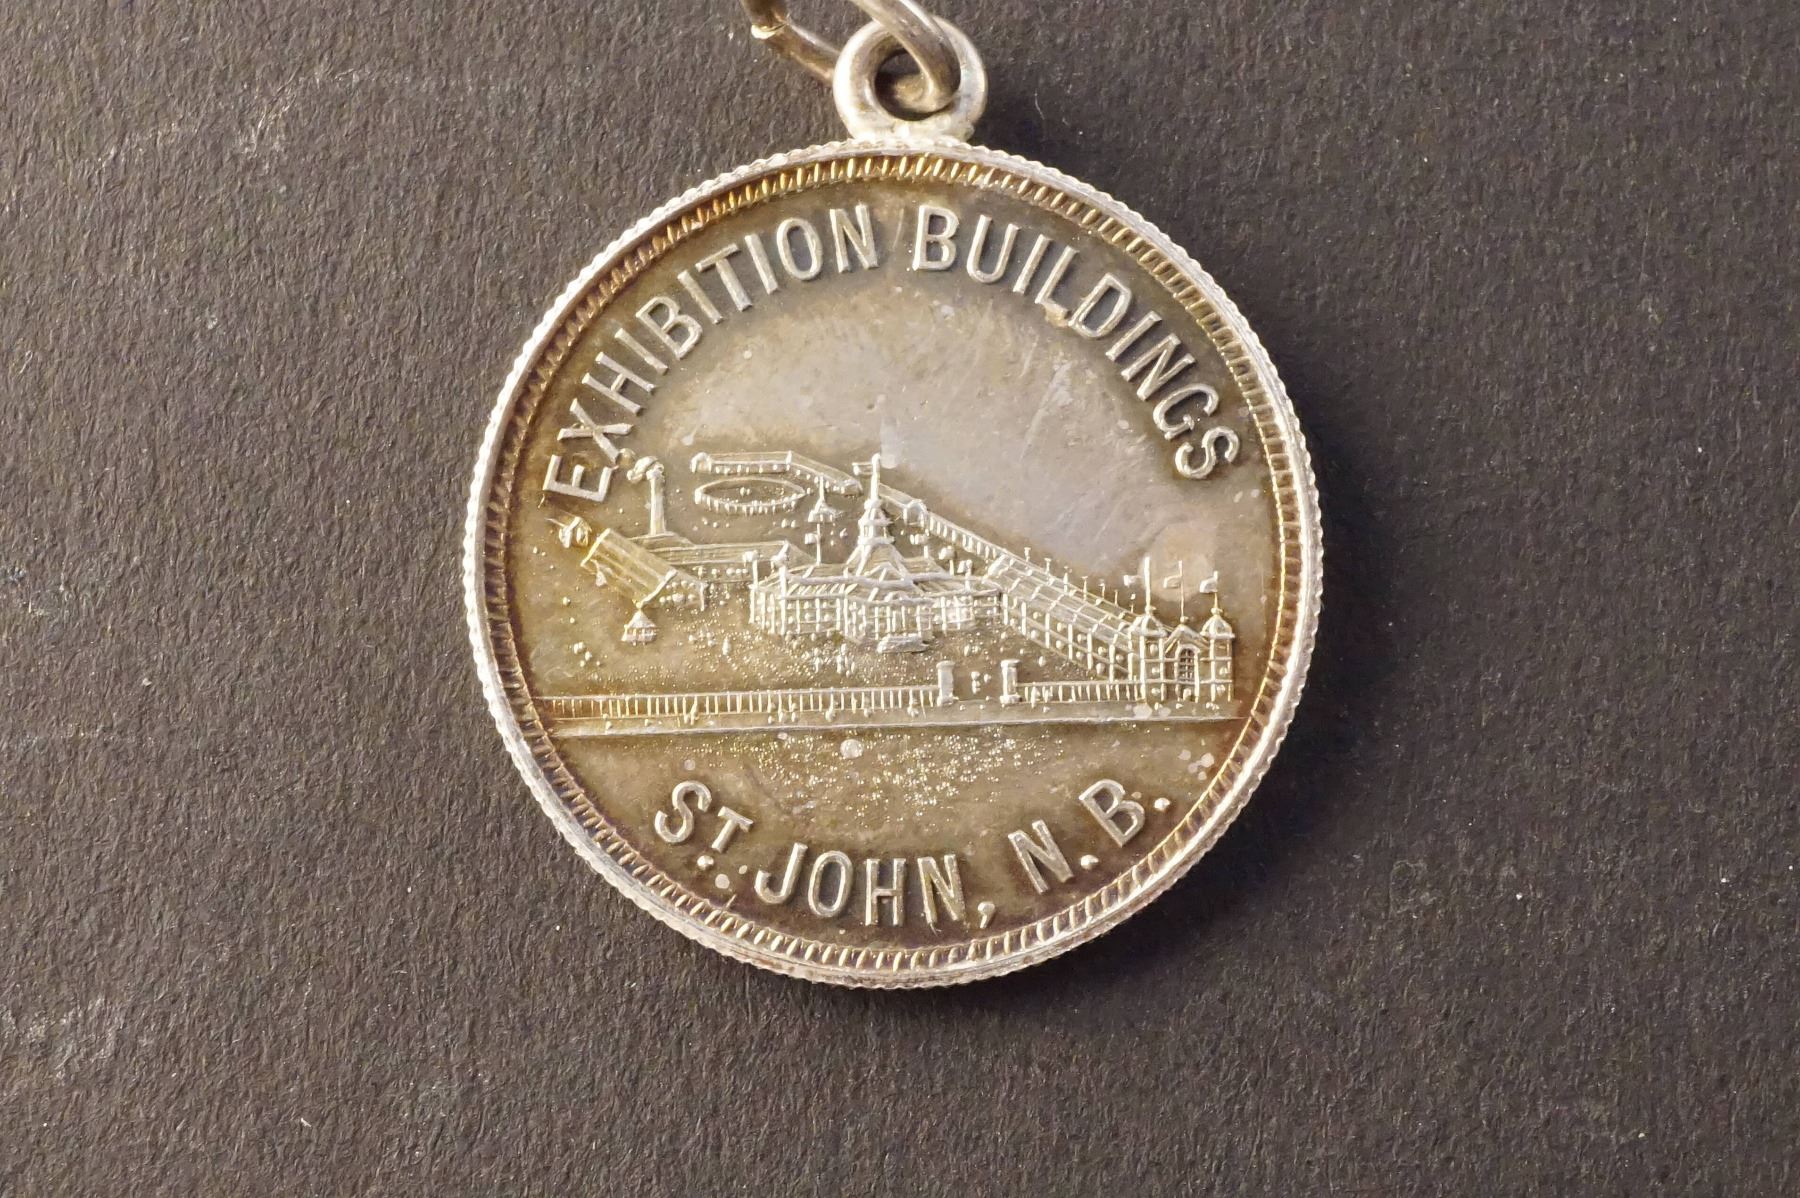 EXHIBITION BUILDINGS
ST. JOHN, N.B.